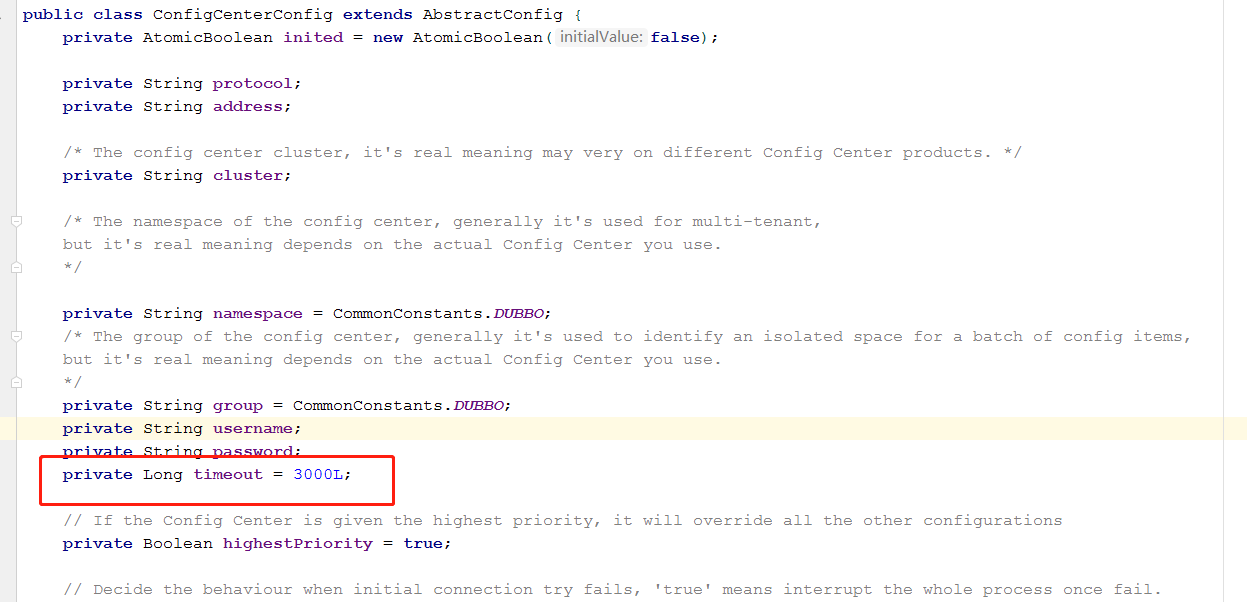 public class ConfigCenterConfig extends AbstractConfig {
private AtomicBoolean inited = new AtomicBoolean( initialValue: false);
private String protocol;
private String address;
/* The config center cluster, it's real meaning may very on different Config Center products. */
private String cluster;
/* The namespace of the config center, generally it's used for multi-tenant,
but it's real meaning depends on the actual Config Center you use.
*/
private String namespace = CommonConstants.DUBBO;
/* The group of the config center, generally it's used to identify an isolated space for a batch of config items,
but it's real meaning depends on the actual Config Center you use.
*/
private String group = CommonConstants.DUBBO;
private String username;
private String password;
private Long timeout = 3000L;
// If the Config Center is given the highest priority, it will override all the other configurations
private Boolean highestPriority = true;
// Decide the behaviour when initial connection try fails, 'true' means interrupt the whole process once fail.